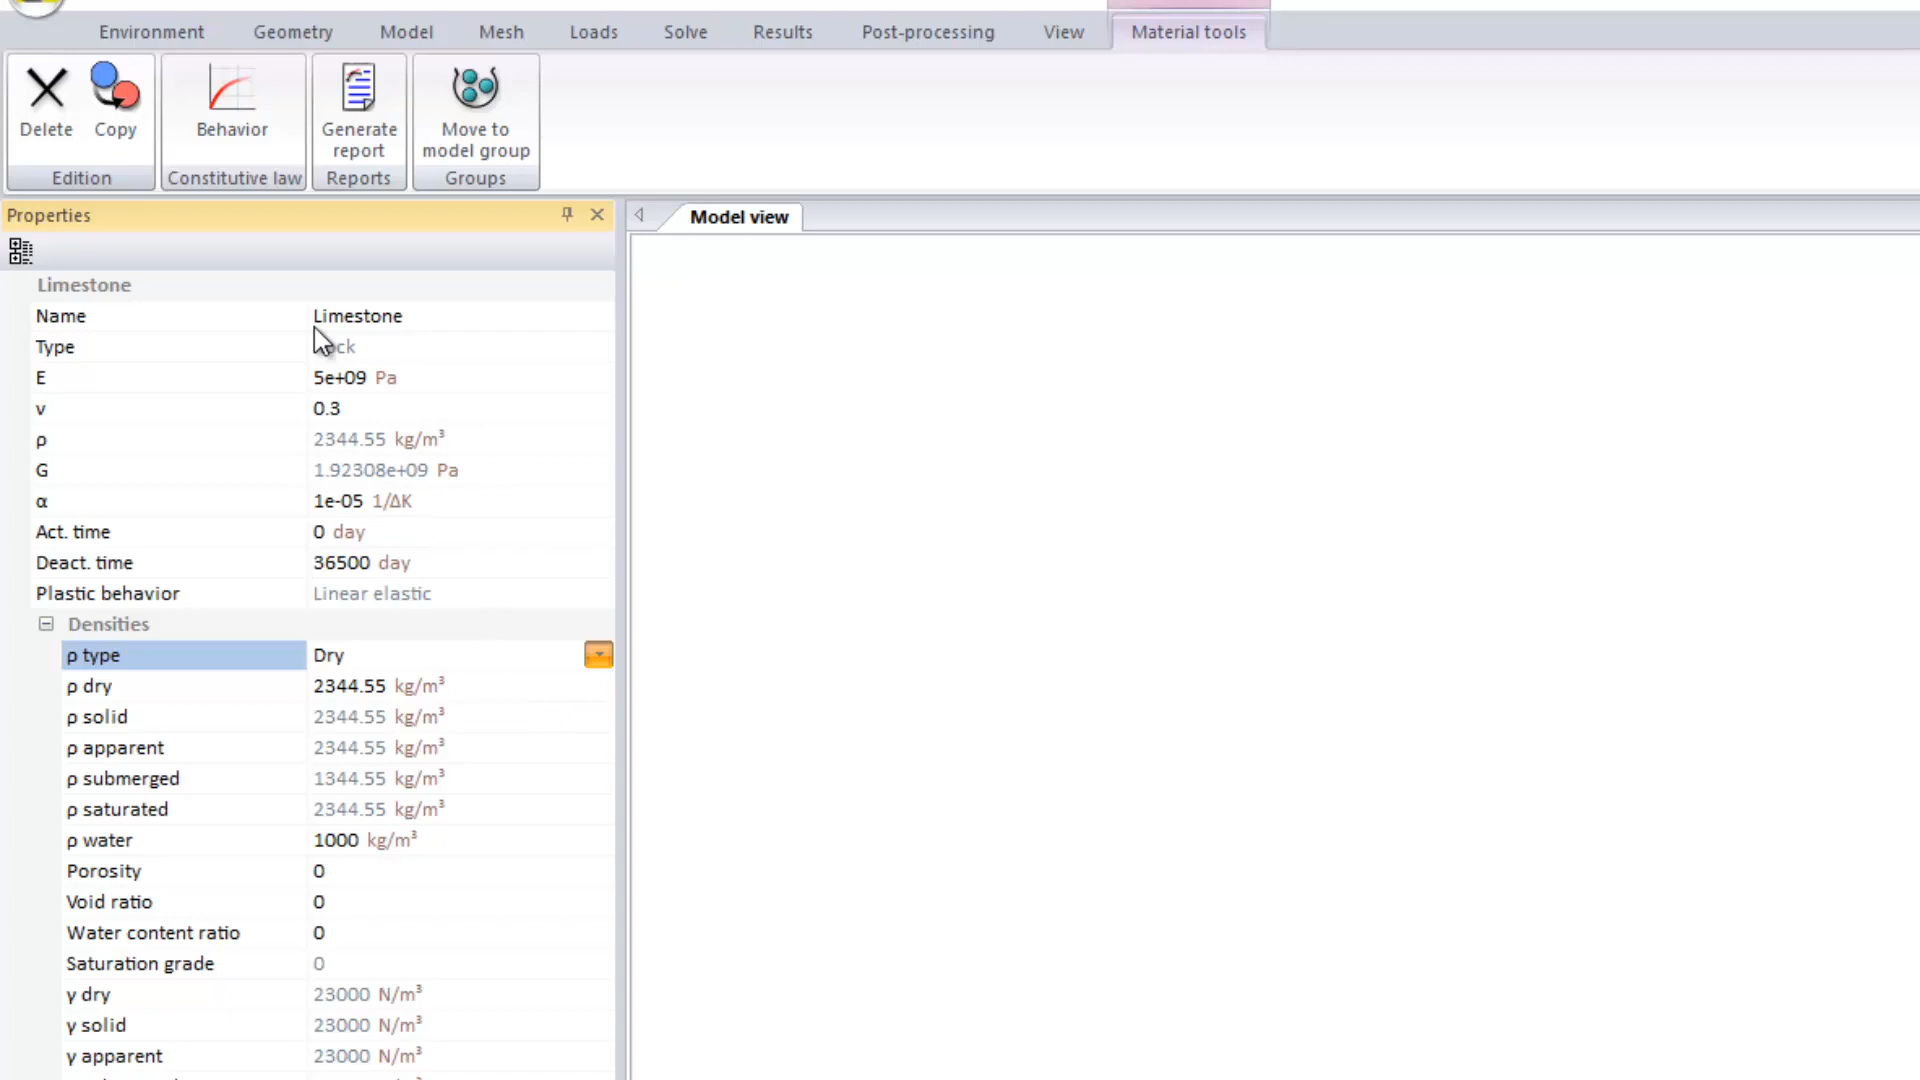 Environment Geometry Model Mesh Loads Solve Results Post-processing View Material tools
Delete Copy Behavior Generate report Move to model group
Edition Constitutive law Reports Groups
Properties
Model view
Limestone
Name Limestone
Type
E 5e+09 Pa
ν 0.3
ρ 2344.55 kg/m³
G 1.92308e+09 Pa
α 1e-05 1/ΔK
Act. time 0 day
Deact. time 36500 day
Plastic behavior Linear elastic
Densities
ρ type Dry
ρ dry 2344.55 kg/m³
ρ solid 2344.55 kg/m³
ρ apparent 2344.55 kg/m³
ρ submerged 1344.55 kg/m³
ρ saturated 2344.55 kg/m³
ρ water 1000 kg/m³
Porosity 0
Void ratio 0
Water content ratio 0
Saturation grade 0
γ dry 23000 N/m³
γ solid 23000 N/m³
γ apparent 23000 N/m³